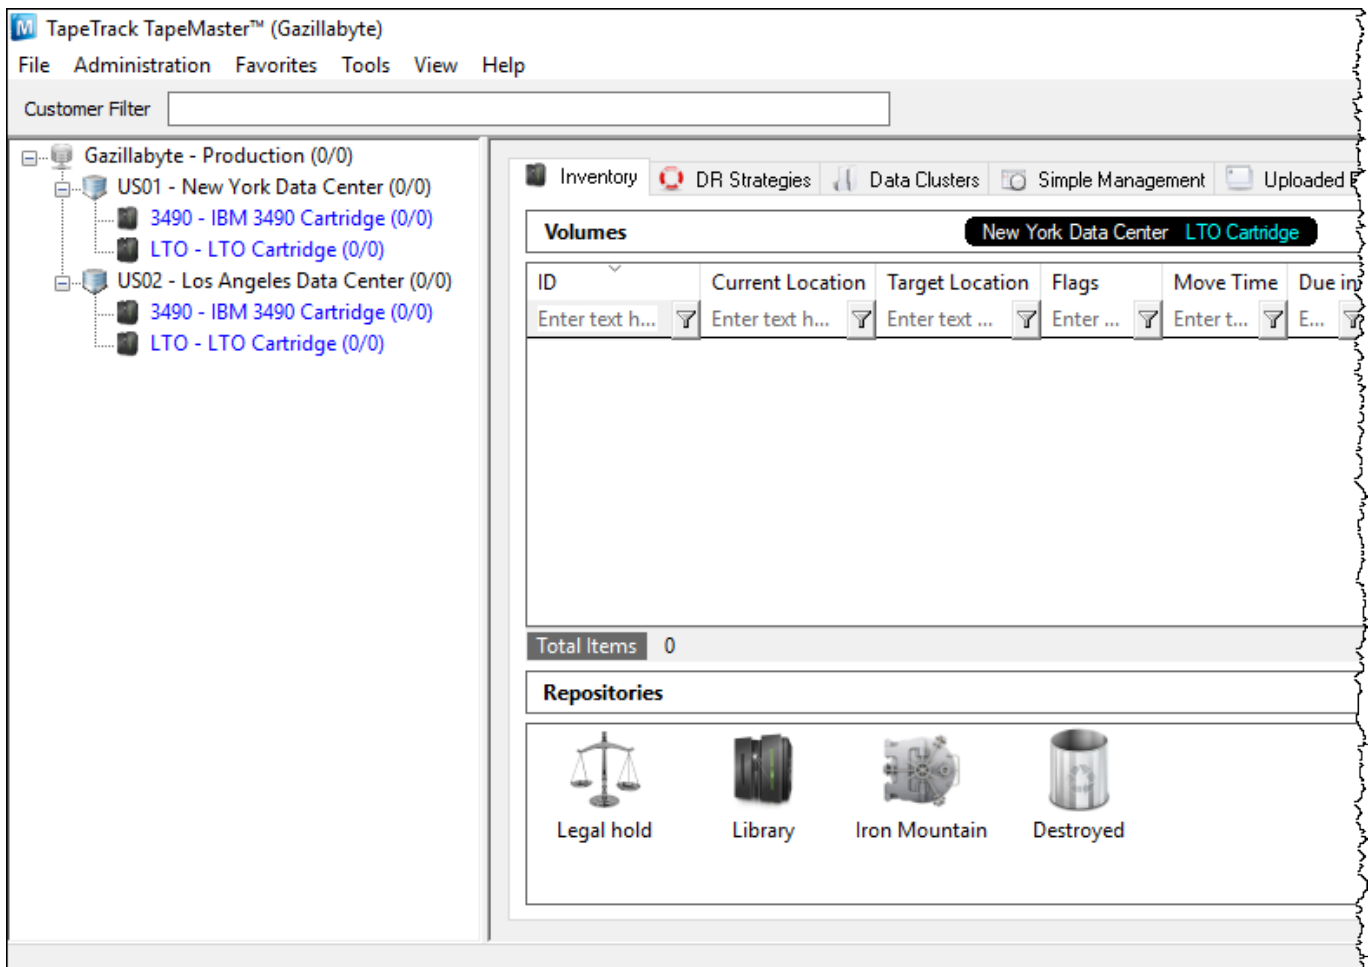 TapeTrack TapeMaster™ (Gazillabyte)
File Administration Favorites Tools View Help
Customer Filter
Gazillabyte - Production (0/0)
US01 - New York Data Center (0/0)
3490 - IBM 3490 Cartridge (0/0)
LTO - LTO Cartridge (0/0)
US02 - Los Angeles Data Center (0/0)
3490 - IBM 3490 Cartridge (0/0)
LTO - LTO Cartridge (0/0)
Inventory DR Strategies Data Clusters Simple Management Uploaded
Volumes New York Data Center LTO Cartridge
ID Current Location Target Location Flags Move Time Due in
Enter text h... Enter text h... Enter text ... Enter ... Enter t... E...
Total Items 0
Repositories
Legal hold Library Iron Mountain Destroyed